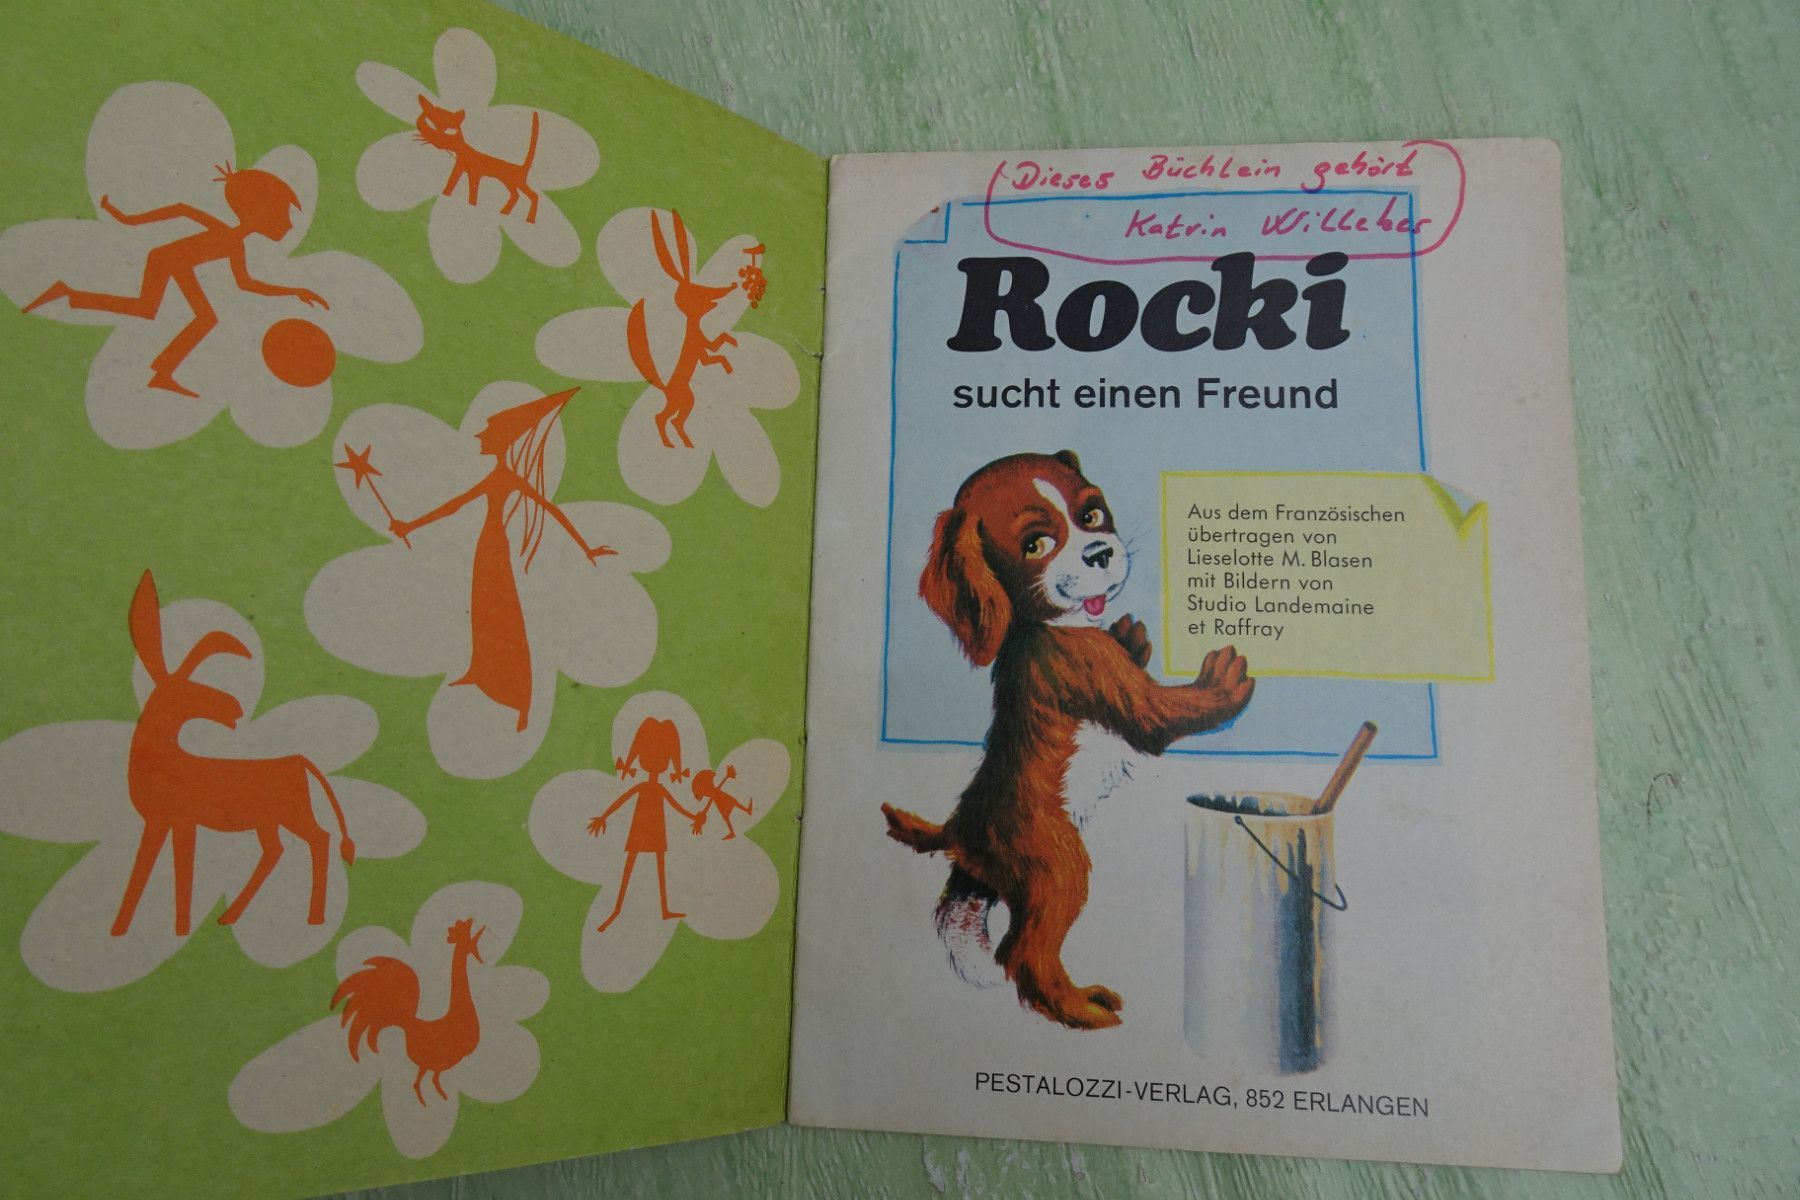 Dieses Büchlein gehört
Katrin
Rocki
sucht einen Freund
Aus dem Französischen
übertragen von
Lieselotte M. Blasen
mit Bildern von
Studio Landemaine
et Raffray
PESTALOZZI-VERLAG, 852 ERLANGEN